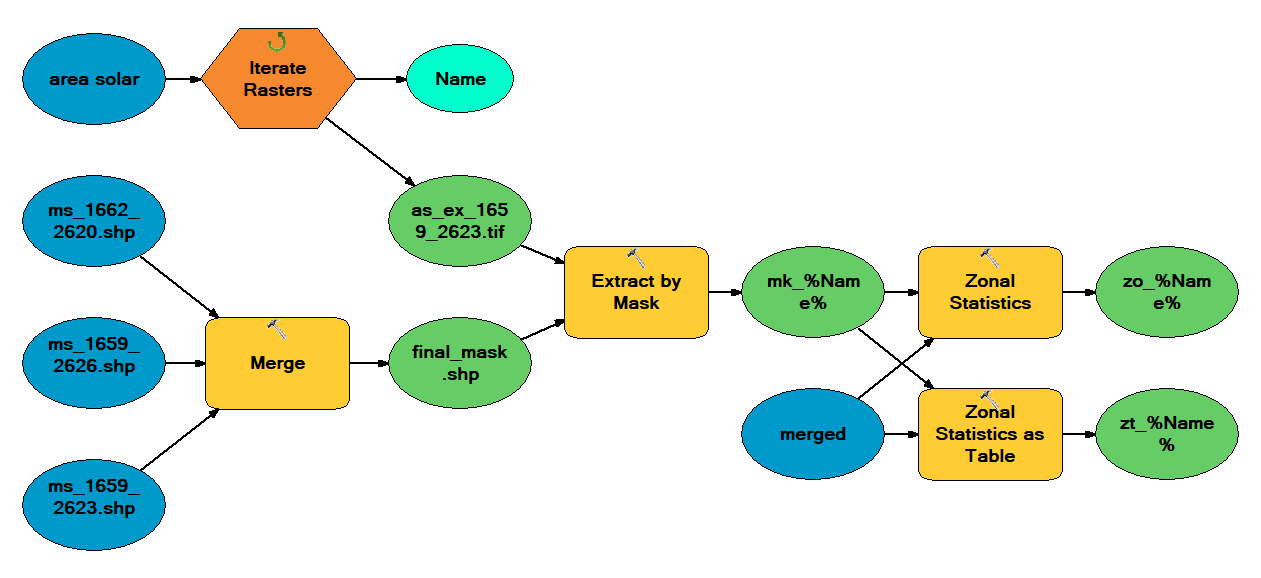 area solar
Iterate
Rasters
Name
ms_1662_
2620.shp
as_ex_165
9_2623.tif
Extract by
Mask
mk_%Nam
e%
Zonal
Statistics
zo_%Nam
e%
ms_1659_
2626.shp
Merge
final_mask
.shp
merged
Zonal
Statistics as
Table
zt_%Name
%
ms_1659_
2623.shp